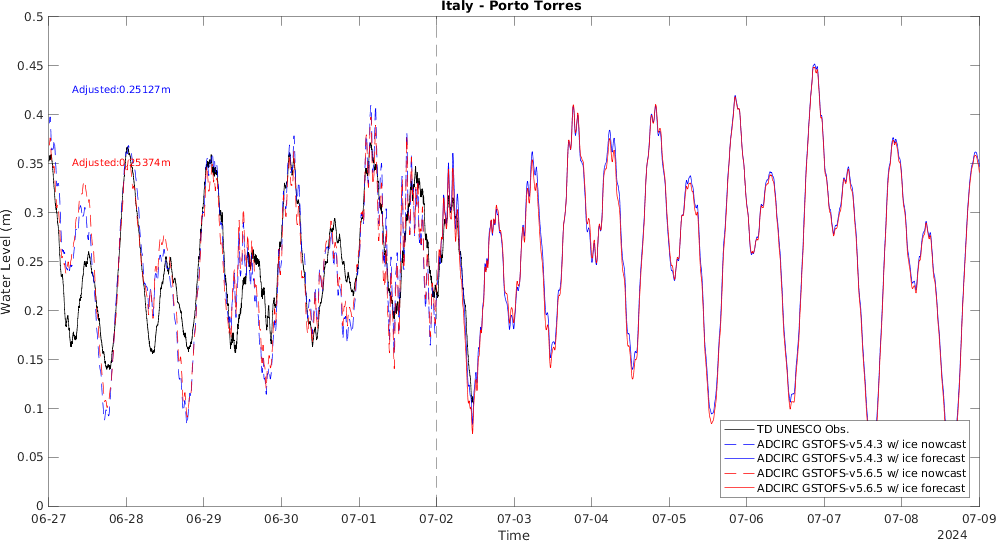 Italy - Porto Torres
0.5
0.45
0.4
0.35
0.3
0.25
0.2
0.15
0.1
0.05
0
Water Level (m)
Adjusted:0.25127m
Adjusted:0.25374m
TD UNESCO Obs.
ADCIRC GSTOFS-v5.4.3 w/ ice nowcast
ADCIRC GSTOFS-v5.4.3 w/ ice forecast
ADCIRC GSTOFS-v5.6.5 w/ ice nowcast
ADCIRC GSTOFS-v5.6.5 w/ ice forecast
06-27 06-28 06-29 06-30 07-01 07-02 07-03 07-04 07-05 07-06 07-07 07-08 07-09
Time
2024